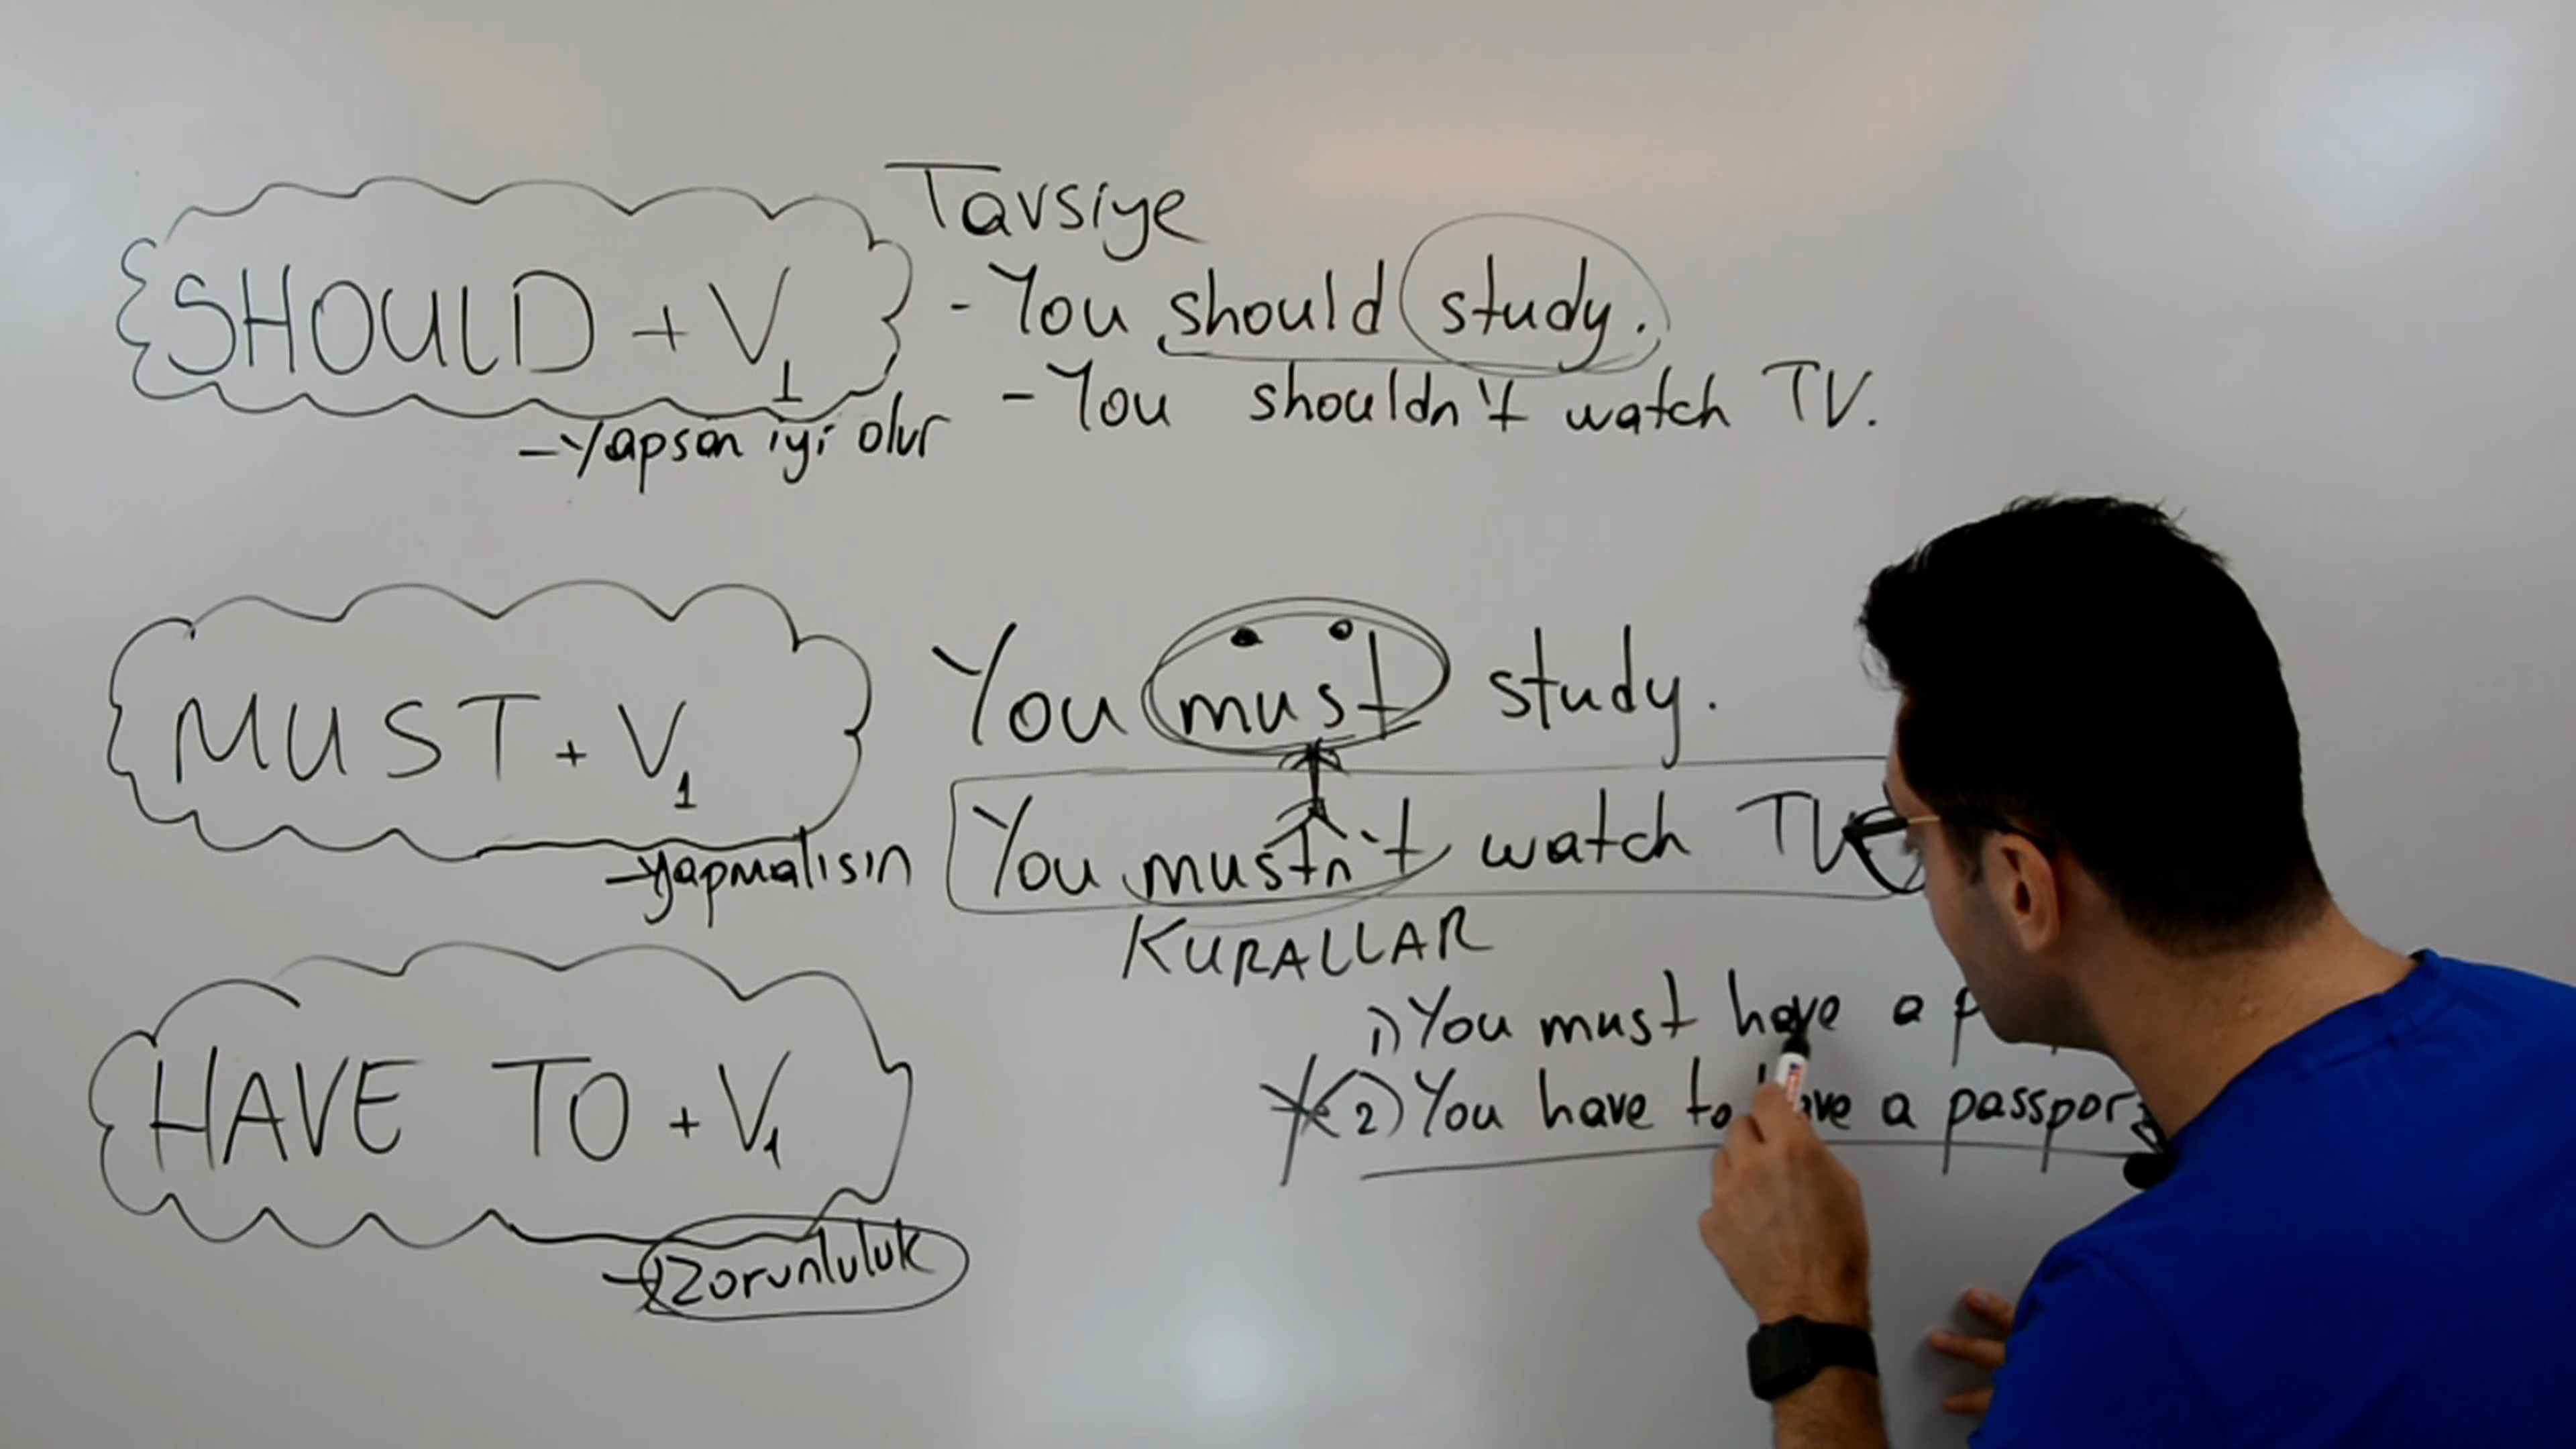 Tavsiye
SHOULD + V1
- You should study.
- You shouldn't watch TV.
- Yapsan iyi olur
MUST + V1
You must study.
You mustn't watch TV
- yapmalısın
KURALLAR
HAVE TO + V1
1) You must have a
2) You have to have a passport
- Zorunluluk